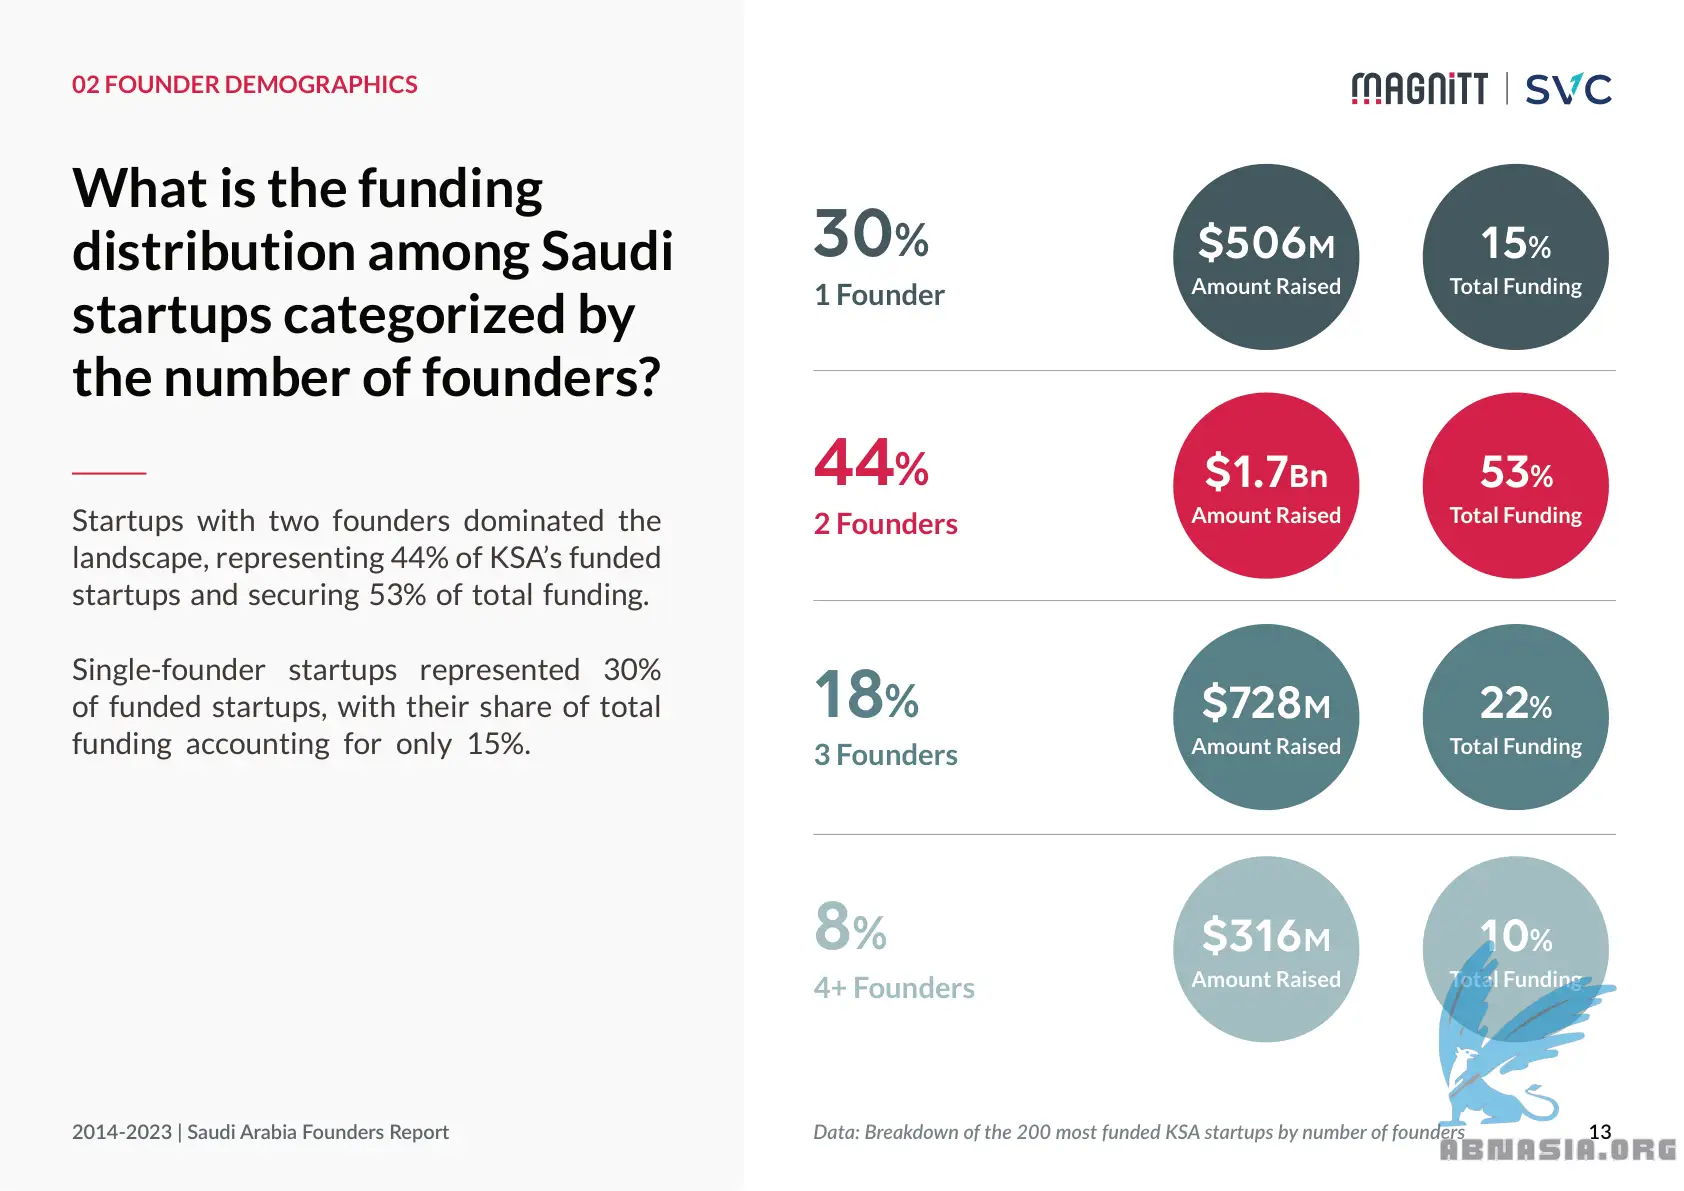 02 FOUNDER DEMOGRAPHICS
MAGNiTT | SVC
What is the funding
distribution among Saudi
startups categorized by
the number of founders?
Startups with two founders dominated the
landscape, representing 44% of KSA’s funded
startups and securing 53% of total funding.
Single-founder startups represented 30%
of funded startups, with their share of total
funding accounting for only 15%.
30%
1 Founder
$506M
Amount Raised
15%
Total Funding
44%
2 Founders
$1.7Bn
Amount Raised
53%
Total Funding
18%
3 Founders
$728M
Amount Raised
22%
Total Funding
8%
4+ Founders
$316M
Amount Raised
10%
Total Funding
2014-2023 | Saudi Arabia Founders Report
Data: Breakdown of the 200 most funded KSA startups by number of founders
13
ABNASIA.ORG